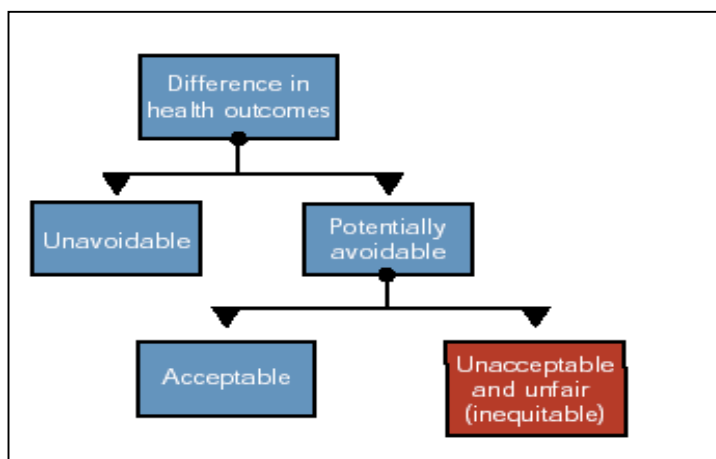 Difference in
health outcomes
Unavoidable
Potentially
avoidable
Acceptable
Unacceptable
and unfair
(inequitable)